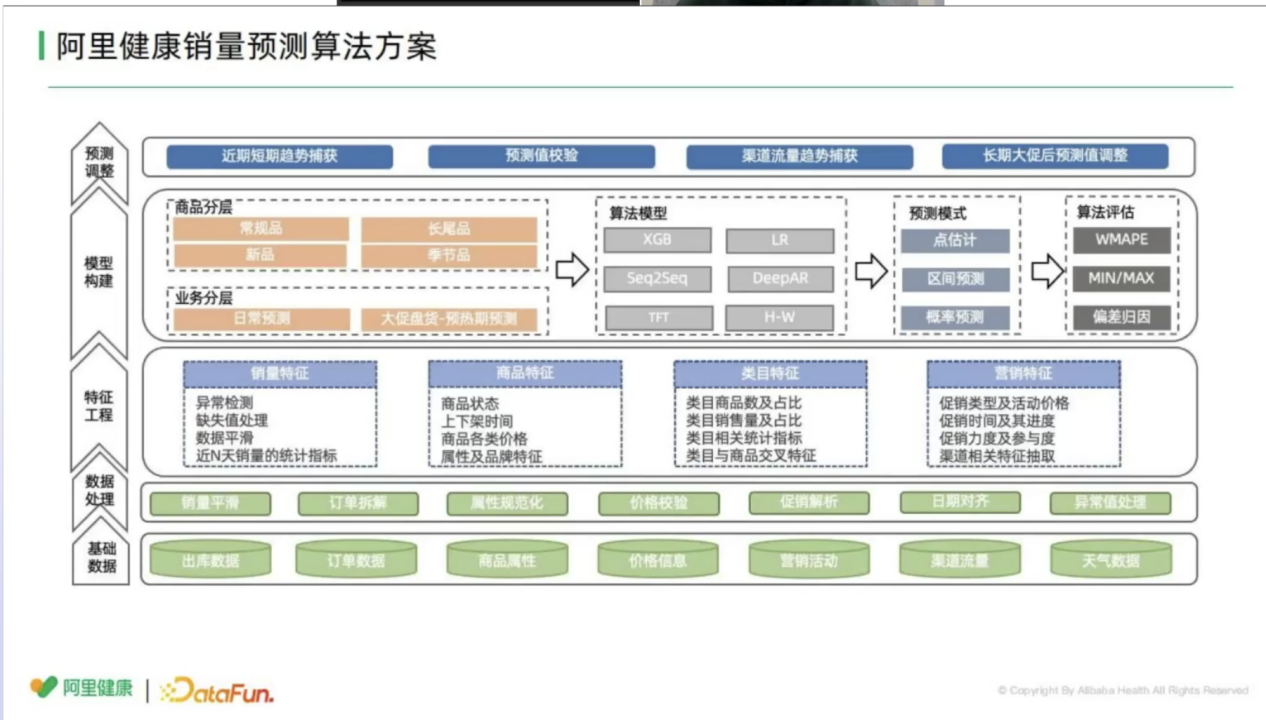 阿里健康销量预测算法方案
预测
调整
近期短期趋势捕获
预测值校验
渠道流量趋势捕获
长期大促后预测值调整
模型
构建
商品分层
常规品
长尾品
新品
季节品
业务分层
日常预测
大促盘货-预热期预测
算法模型
XGB
LR
Seq2Seq
DeepAR
TFT
H-W
预测模式
点估计
区间预测
概率预测
算法评估
WMAPE
MIN/MAX
偏差归因
特征
工程
销量特征
异常检测
缺失值处理
数据平滑
近N天销量的统计指标
商品特征
商品状态
上下架时间
商品各类价格
属性及品牌特征
类目特征
类目商品数及占比
类目销售量及占比
类目相关统计指标
类目与商品交叉特征
营销特征
促销类型及活动价格
促销时间及其进度
促销力度及参与度
渠道相关特征抽取
数据
处理
销量平滑
订单拆解
属性规范化
价格校验
促销解析
日期对齐
异常值处理
基础
数据
出库数据
订单数据
商品属性
价格信息
营销活动
渠道流量
天气数据
阿里健康
DataFun.
© Copyright By Alibaba Health All Rights Reserved